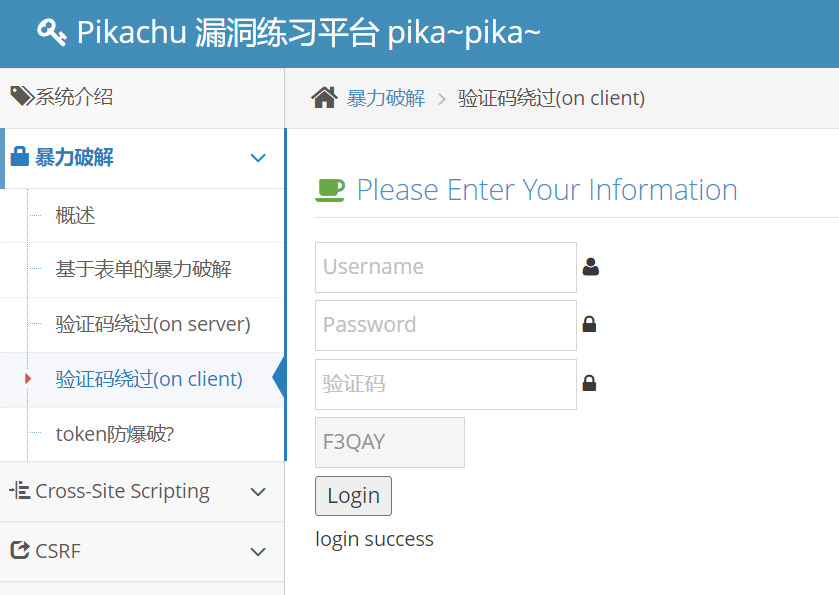 Pikachu 漏洞练习平台 pika~pika~
系统介绍
暴力破解
概述
基于表单的暴力破解
验证码绕过(on server)
验证码绕过(on client)
token防爆破?
Cross-Site Scripting
CSRF
暴力破解 > 验证码绕过(on client)
Please Enter Your Information
Username
Password
验证码
F3QAY
Login
login success